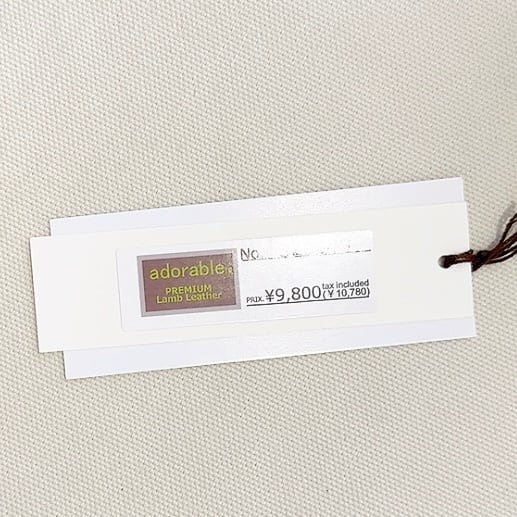 adorable
PREMIUM
Lamb Leather
No.
PRIX. ¥9,800 tax included
(¥10,780)